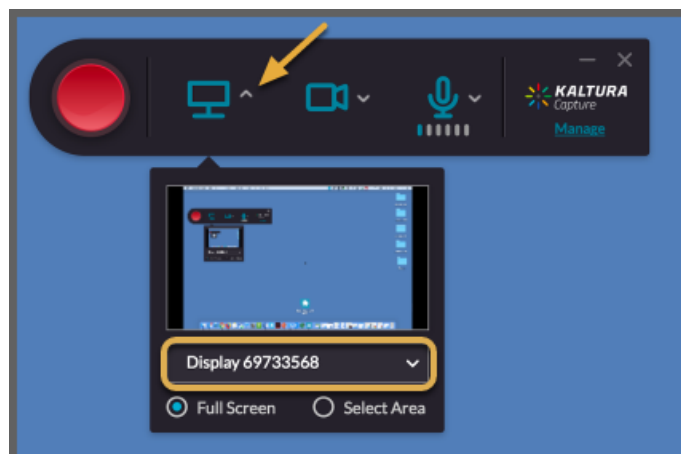 KALTURA
Capture
Manage
Display 69733568
Full Screen Select Area